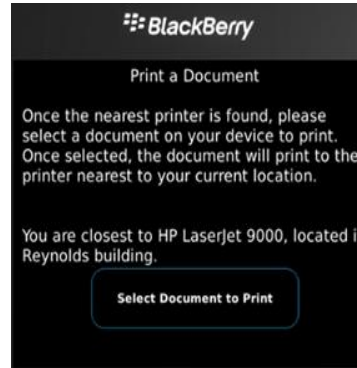 BlackBerry
Print a Document
Once the nearest printer is found, please
select a document on your device to print.
Once selected, the document will print to the
printer nearest to your current location.
You are closest to HP LaserJet 9000, located i
Reynolds building.
Select Document to Print